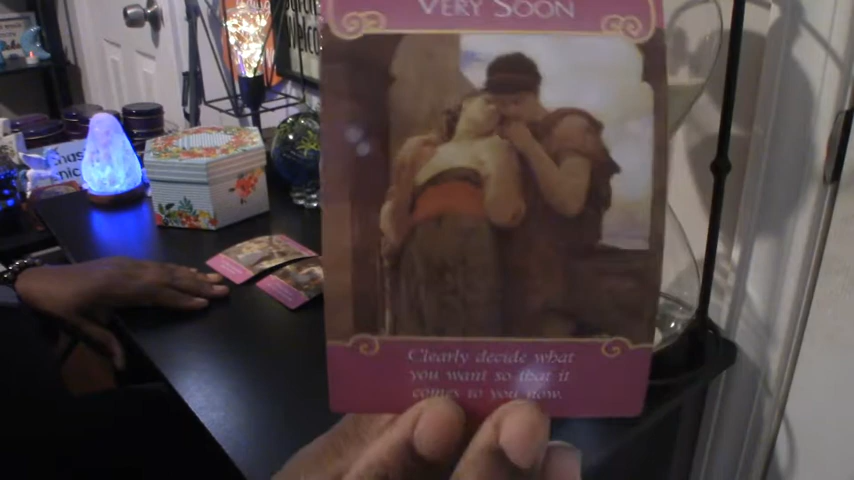 VERY SOON
Clearly decide what
you want so that it
comes to you now.